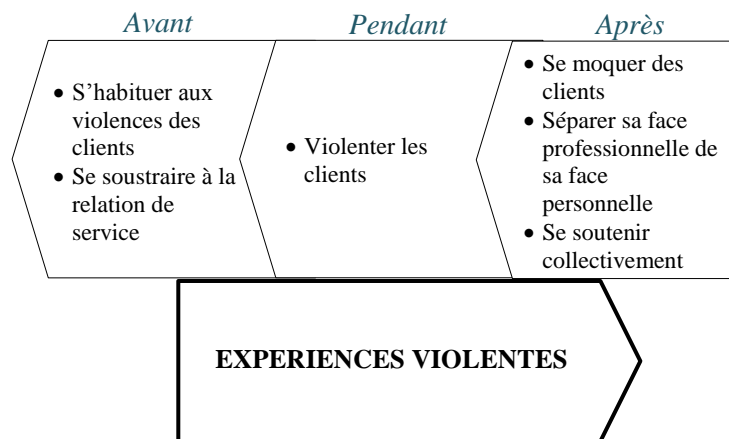 Avant
Pendant
Après
• S’habituer aux
violences des
clients
• Se soustraire à la
relation de
service
• Violenter les
clients
• Se moquer des
clients
• Séparer sa face
professionnelle de
sa face
personnelle
• Se soutenir
collectivement
EXPERIENCES VIOLENTES